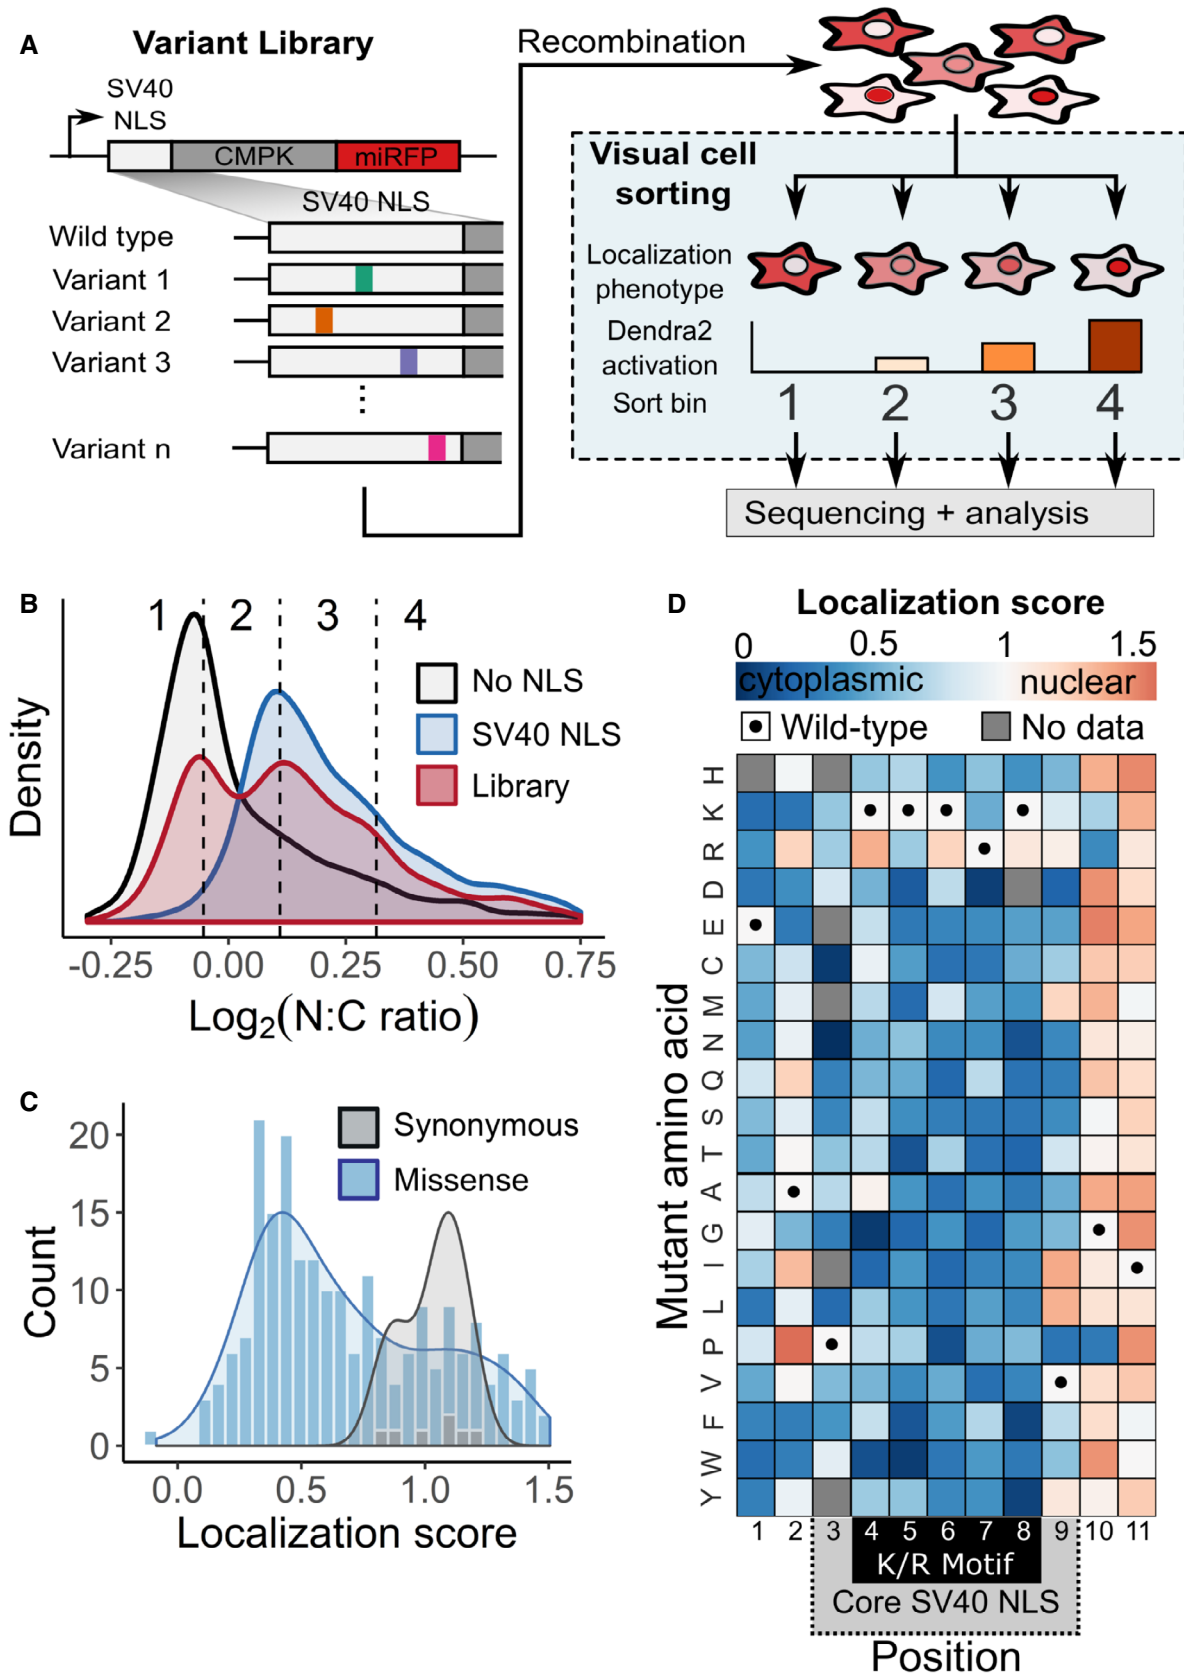 A
Variant Library
SV40
NLS
CMPK
miRFP
SV40 NLS
Wild type
Variant 1
Variant 2
Variant 3
Variant n
Recombination
Visual cell
sorting
Localization
phenotype
Dendra2
activation
Sort bin
1 2 3 4
Sequencing + analysis
B
1 2 3 4
No NLS
SV40 NLS
Library
Density
-0.25 0.00 0.25 0.50 0.75
Log2(N:C ratio)
C
Synonymous
Missense
Count
20
15
10
5
0
0.0 0.5 1.0 1.5
Localization score
D
Localization score
0 0.5 1 1.5
cytoplasmic nuclear
Wild-type No data
Mutant amino acid
H
K
R
D
E
C
M
N
Q
S
T
A
G
I
L
P
V
F
W
Y
1 2 3 4 5 6 7 8 9 10 11
K/R Motif
Core SV40 NLS
Position